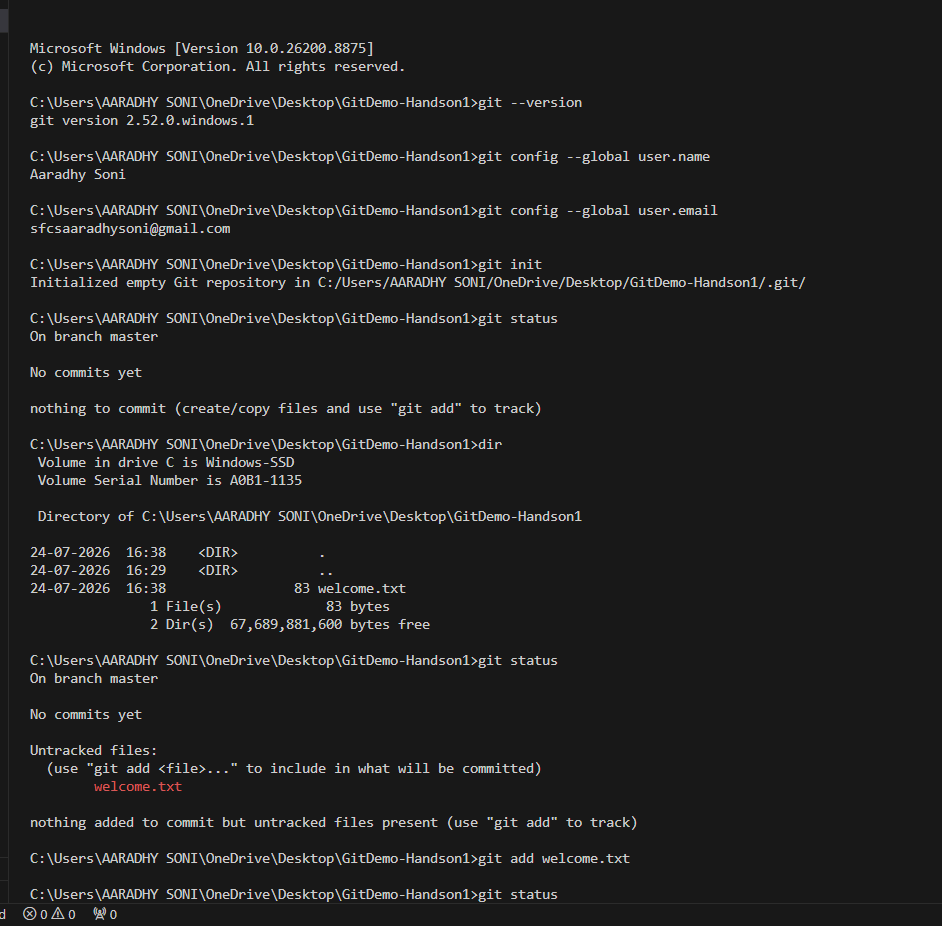 Microsoft Windows [Version 10.0.26200.8875]
(c) Microsoft Corporation. All rights reserved.
C:\Users\AARADHY SONI\OneDrive\Desktop\GitDemo-Handson1>git --version
git version 2.52.0.windows.1
C:\Users\AARADHY SONI\OneDrive\Desktop\GitDemo-Handson1>git config --global user.name
Aaradhy Soni
C:\Users\AARADHY SONI\OneDrive\Desktop\GitDemo-Handson1>git config --global user.email
sfcsaaradhysoni@gmail.com
C:\Users\AARADHY SONI\OneDrive\Desktop\GitDemo-Handson1>git init
Initialized empty Git repository in C:/Users/AARADHY SONI/OneDrive/Desktop/GitDemo-Handson1/.git/
C:\Users\AARADHY SONI\OneDrive\Desktop\GitDemo-Handson1>git status
On branch master
No commits yet
nothing to commit (create/copy files and use "git add" to track)
C:\Users\AARADHY SONI\OneDrive\Desktop\GitDemo-Handson1>dir
 Volume in drive C is Windows-SSD
 Volume Serial Number is A0B1-1135
 Directory of C:\Users\AARADHY SONI\OneDrive\Desktop\GitDemo-Handson1
24-07-2026  16:38    <DIR>          .
24-07-2026  16:29    <DIR>          ..
24-07-2026  16:38                83 welcome.txt
               1 File(s)             83 bytes
               2 Dir(s)  67,689,881,600 bytes free
C:\Users\AARADHY SONI\OneDrive\Desktop\GitDemo-Handson1>git status
On branch master
No commits yet
Untracked files:
  (use "git add <file>..." to include in what will be committed)
        welcome.txt
nothing added to commit but untracked files present (use "git add" to track)
C:\Users\AARADHY SONI\OneDrive\Desktop\GitDemo-Handson1>git add welcome.txt
C:\Users\AARADHY SONI\OneDrive\Desktop\GitDemo-Handson1>git status
d 0 0 0